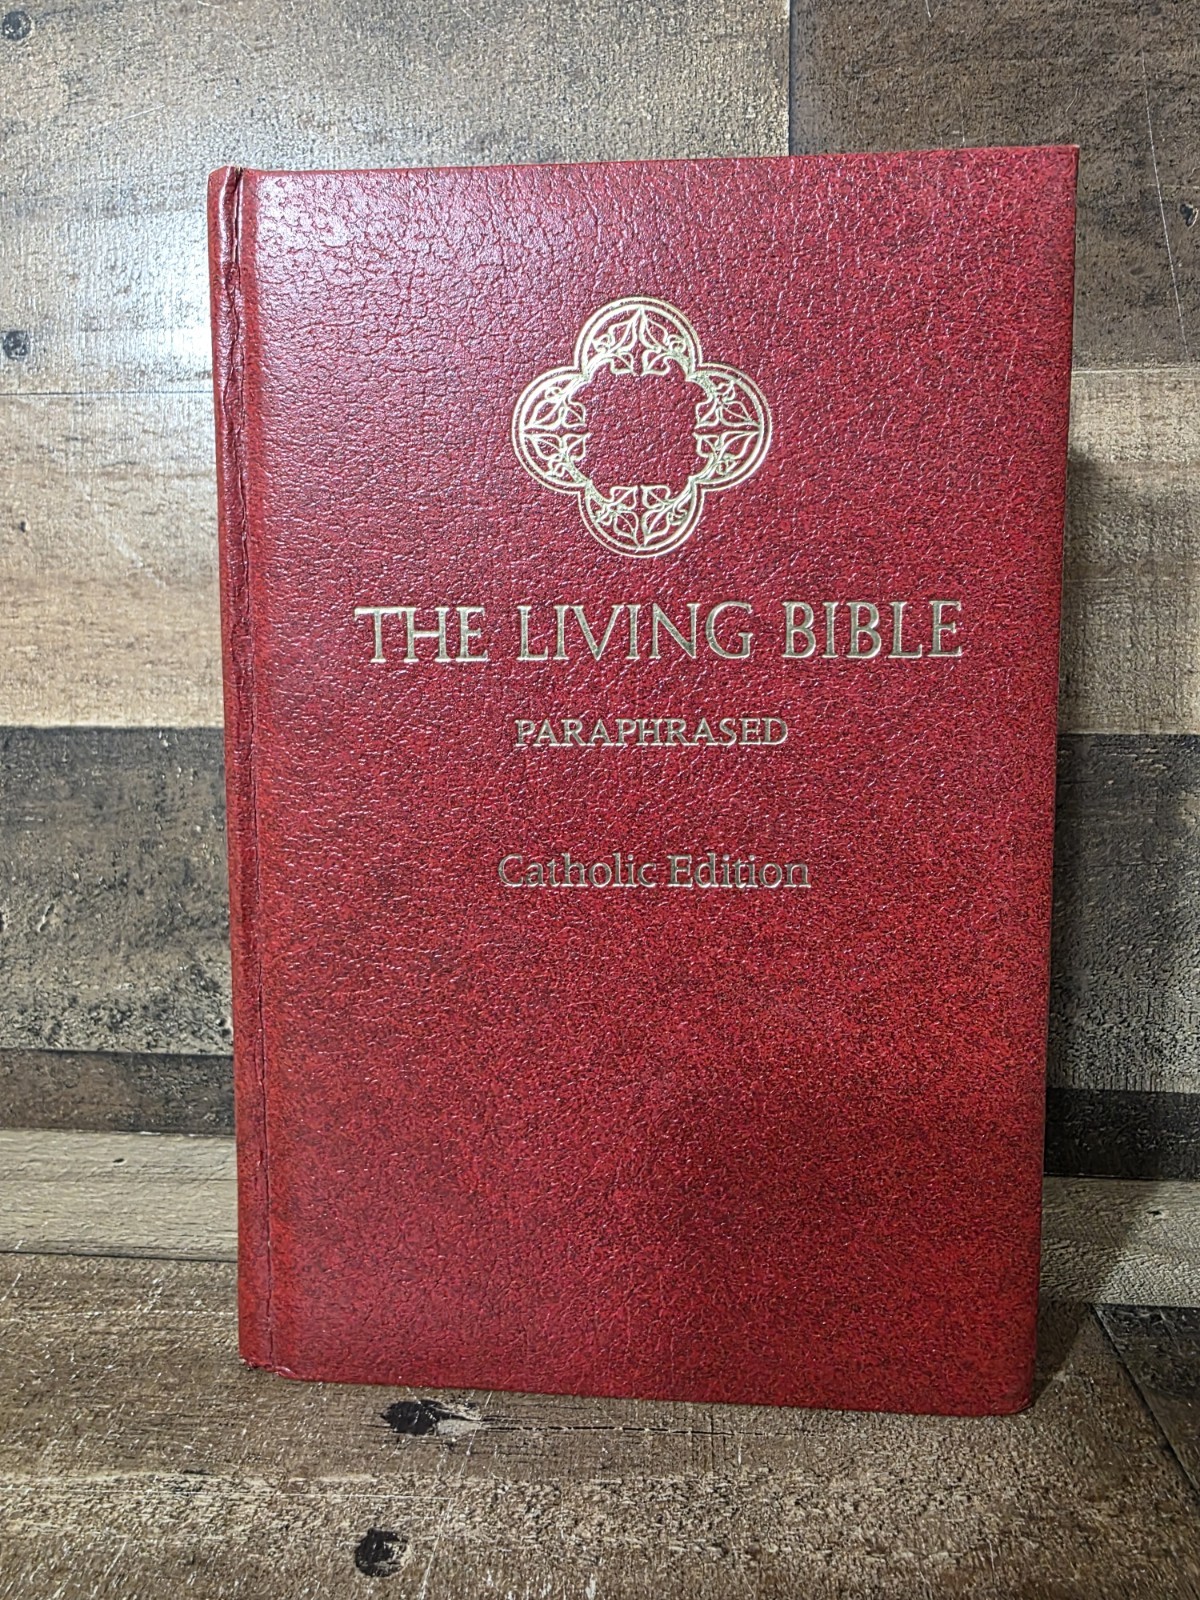 THE LIVING BIBLE
PARAPHRASED
Catholic Edition